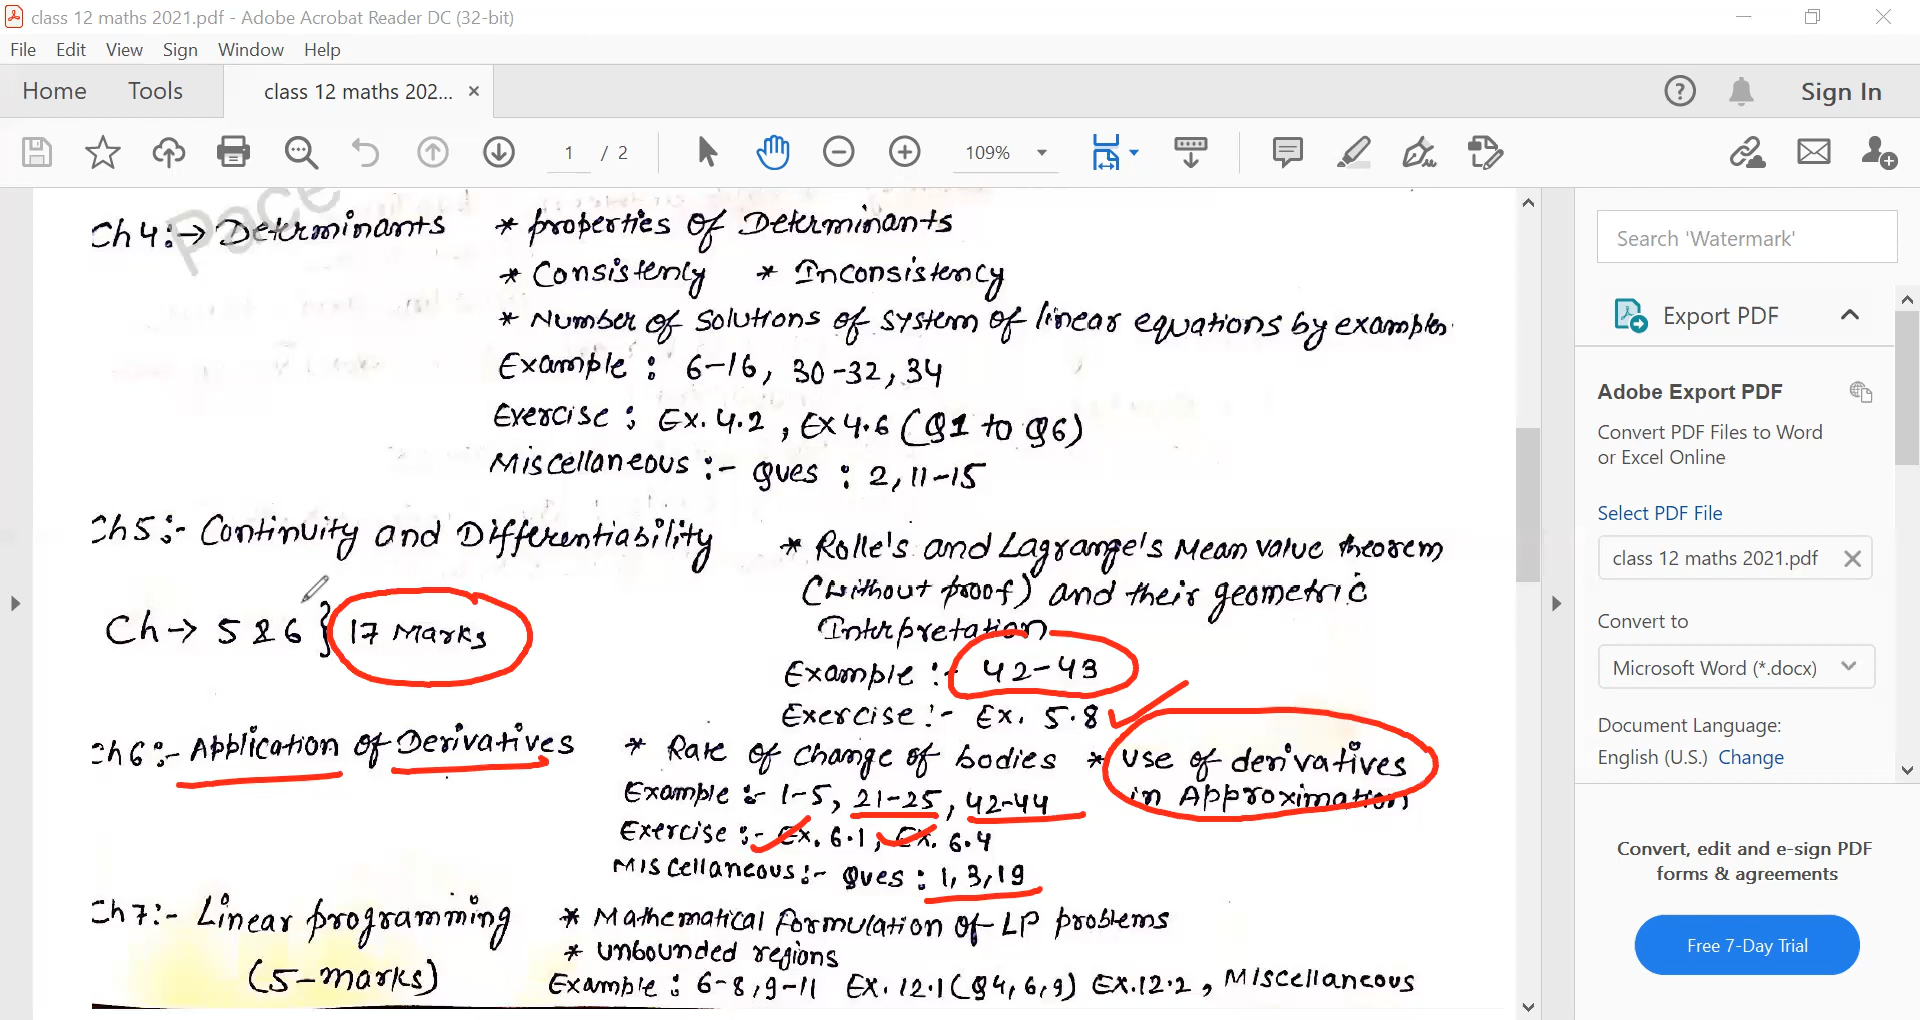 class 12 maths 2021.pdf - Adobe Acrobat Reader DC (32-bit)
File Edit View Sign Window Help
Home Tools class 12 maths 202... × Sign In
1 / 2 109%
Pace
Ch 4:→ Determinants * properties of Determinants
* Consistency * Inconsistency
* Number of solutions of system of linear equations by examples.
Example : 6-16, 30-32, 34
Exercise : Ex. 4.2 , Ex 4.6 (Q1 to Q6)
Miscellaneous :- Ques : 2, 11-15
Ch5:- Continuity and Differentiability * Rolle's and Lagrange's Mean value theorem
(without proof) and their geometric
Interpretation
Ch → 5 & 6 } 17 Marks
Example :- 42-43
Exercise :- Ex. 5.8
Ch6:- Application of Derivatives * Rate of change of bodies * use of derivatives
in Approximation
Example :- 1-5, 21-25, 42-44
Exercise :- Ex. 6.1, Ex. 6.4
Miscellaneous:- Ques : 1, 3, 19
Ch7:- Linear programming * Mathematical Formulation of LP problems
* unbounded regions
(5-marks) Example : 6-8, 9-11 Ex. 12.1 (Q4, 6, 9) Ex. 12.2 , Miscellaneous
Search 'Watermark'
Export PDF
Adobe Export PDF
Convert PDF Files to Word
or Excel Online
Select PDF File
class 12 maths 2021.pdf
Convert to
Microsoft Word (*.docx)
Document Language:
English (U.S.) Change
Convert, edit and e-sign PDF
forms & agreements
Free 7-Day Trial